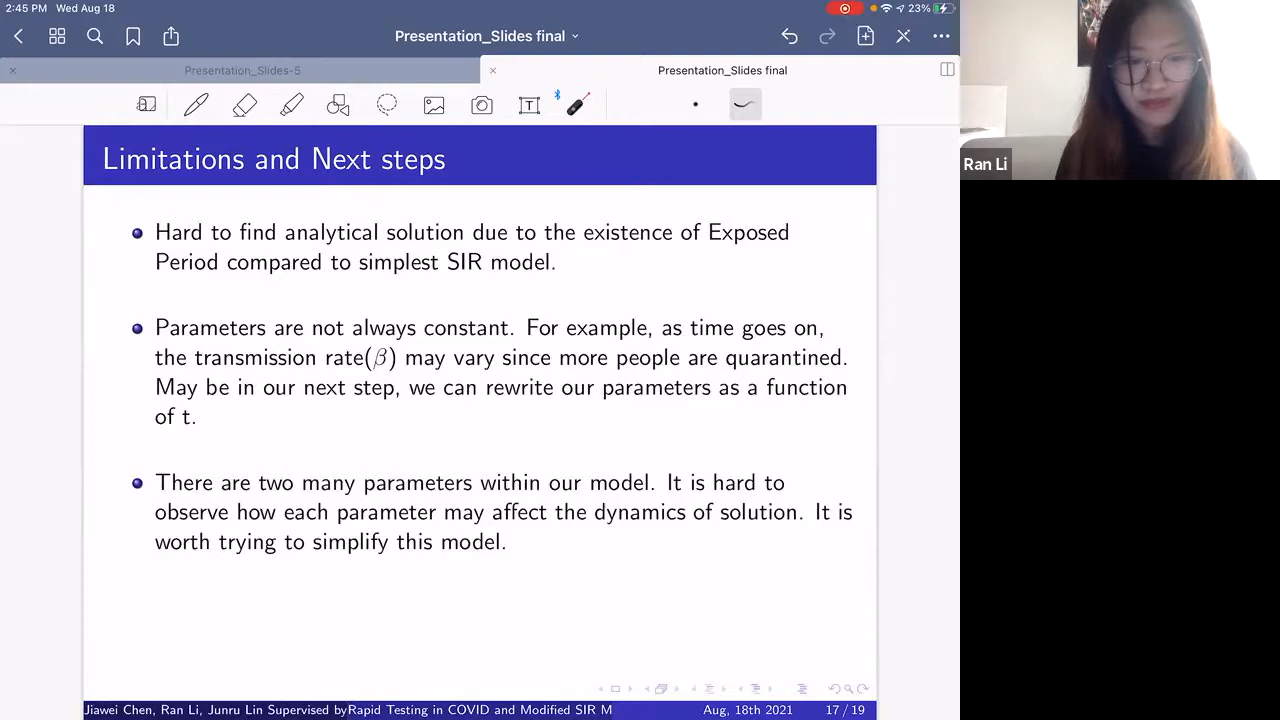 2:45 PM Wed Aug 18
23%
Presentation_Slides final
Presentation_Slides-5
Presentation_Slides final
T
Ran Li
Limitations and Next steps
Hard to find analytical solution due to the existence of Exposed
Period compared to simplest SIR model.
Parameters are not always constant. For example, as time goes on,
the transmission rate(β) may vary since more people are quarantined.
May be in our next step, we can rewrite our parameters as a function
of t.
There are two many parameters within our model. It is hard to
observe how each parameter may affect the dynamics of solution. It is
worth trying to simplify this model.
Jiawei Chen, Ran Li, Junru Lin Supervised by Rapid Testing in COVID and Modified SIR M Aug, 18th 2021 17 / 19